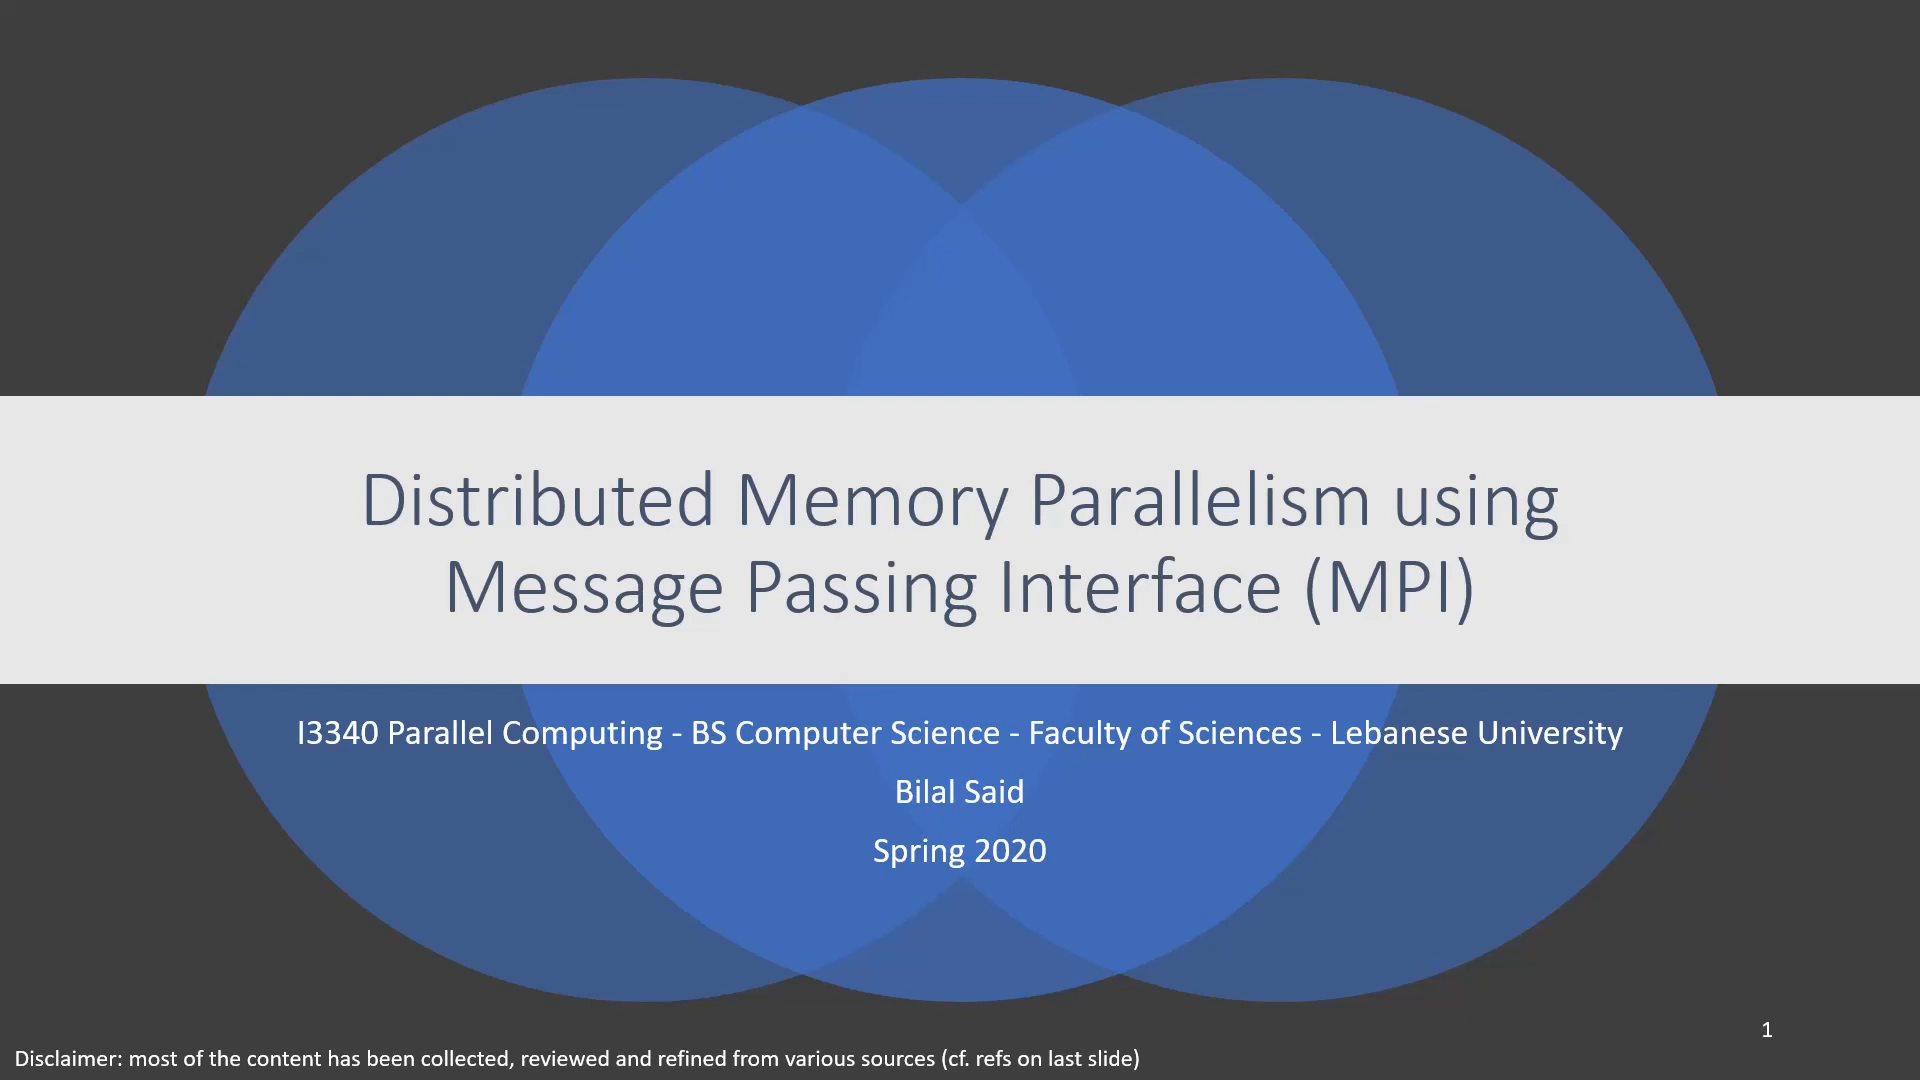 Distributed Memory Parallelism using
Message Passing Interface (MPI)
I3340 Parallel Computing - BS Computer Science - Faculty of Sciences - Lebanese University
Bilal Said
Spring 2020
1
Disclaimer: most of the content has been collected, reviewed and refined from various sources (cf. refs on last slide)